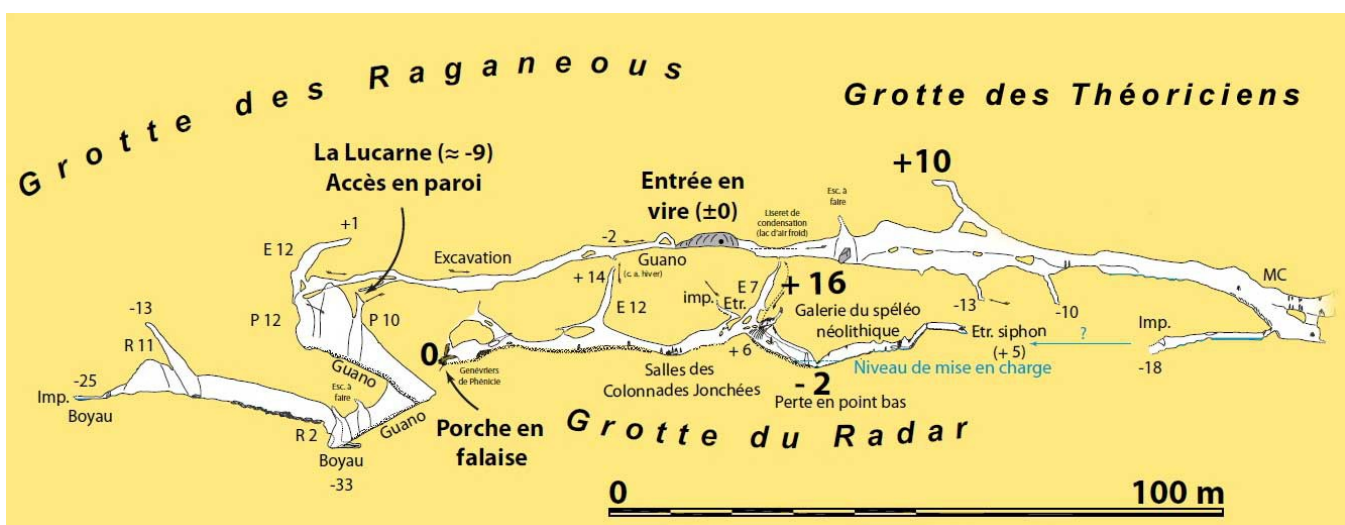 Grotte des Raganeous
Grotte des Théoriciens
La Lucarne (≈ -9)
Accès en paroi
+10
Entrée en
vire (±0)
Liseret de
condensation
(lac d'air froid)
Esc. à
faire
+1
E 12
-2
Excavation
Guano
(c. a. hiver)
+ 14
E 12
E 7
+ 16
imp.
Etr.
Galerie du spéléo
néolithique
-13
-10
MC
Etr. siphon
(+ 5)
?
Imp.
-18
-13
R 11
P 12
P 10
Guano
0
Genévriers
de Phénicie
+ 6
Salles des
Colonnades Jonchées
- 2
Niveau de mise en charge
Perte en point bas
-25
Imp.
Boyau
Esc. à
faire
R 2
Guano
Boyau
-33
Porche en
falaise
Grotte du Radar
0
100 m